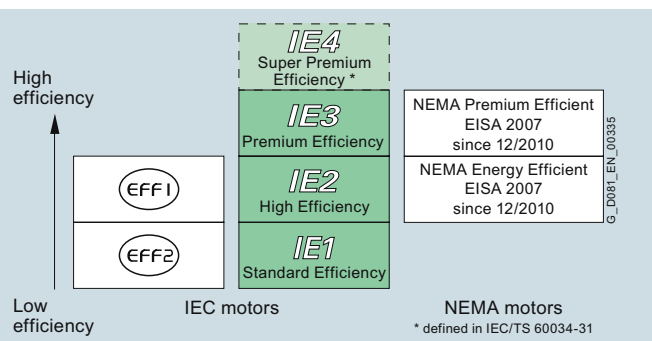 High
efficiency
IE4
Super Premium
Efficiency *
IE3
Premium Efficiency
NEMA Premium Efficient
EISA 2007
since 12/2010
EFF1
IE2
High Efficiency
NEMA Energy Efficient
EISA 2007
since 12/2010
EFF2
IE1
Standard Efficiency
G_D081_EN_00335
Low
efficiency
IEC motors
NEMA motors
* defined in IEC/TS 60034-31